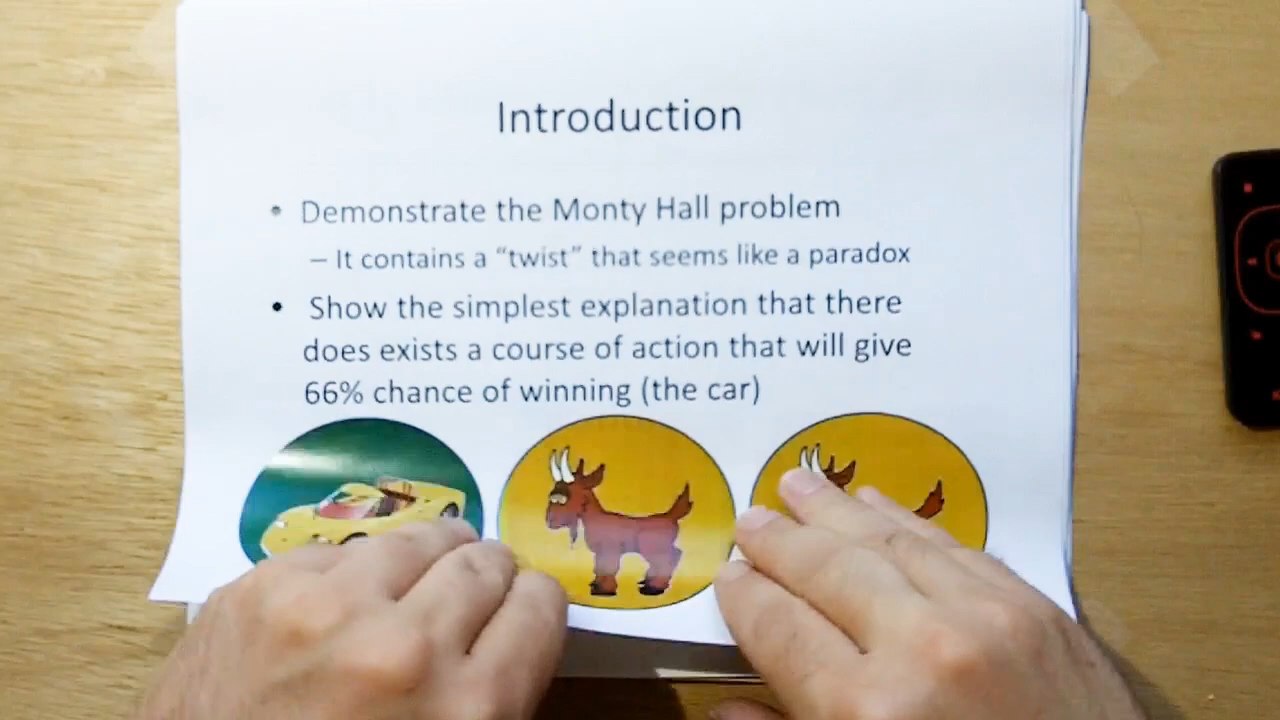 Introduction
• Demonstrate the Monty Hall problem
– It contains a “twist” that seems like a paradox
• Show the simplest explanation that there
does exists a course of action that will give
66% chance of winning (the car)